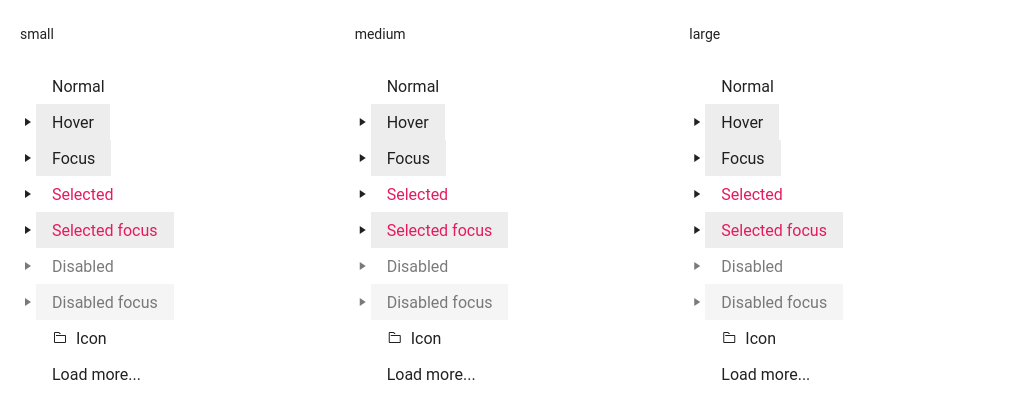 small
Normal
Hover
Focus
Selected
Selected focus
Disabled
Disabled focus
Icon
Load more...
medium
Normal
Hover
Focus
Selected
Selected focus
Disabled
Disabled focus
Icon
Load more...
large
Normal
Hover
Focus
Selected
Selected focus
Disabled
Disabled focus
Icon
Load more...